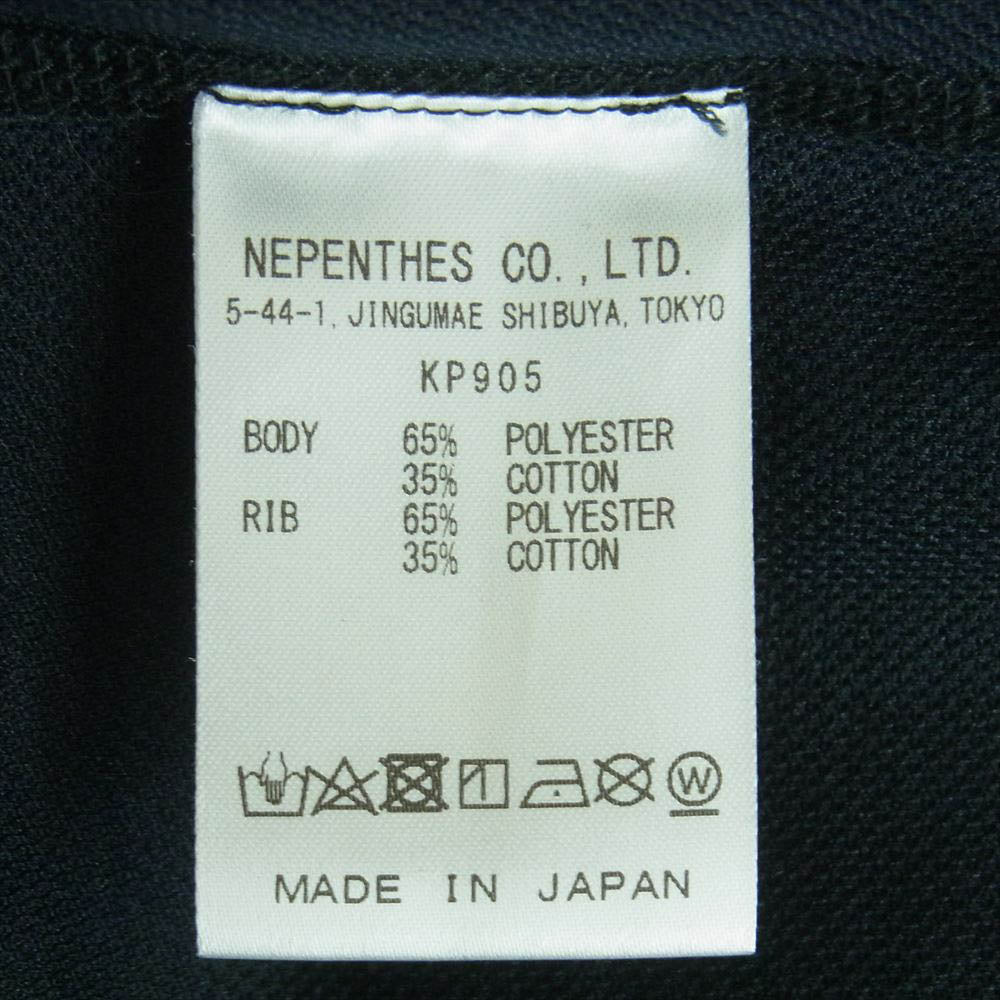 NEPENTHES CO.,LTD.
5-44-1, JINGUMAE SHIBUYA, TOKYO
KP905
BODY 65% POLYESTER
35% COTTON
RIB 65% POLYESTER
35% COTTON
W
MADE IN JAPAN